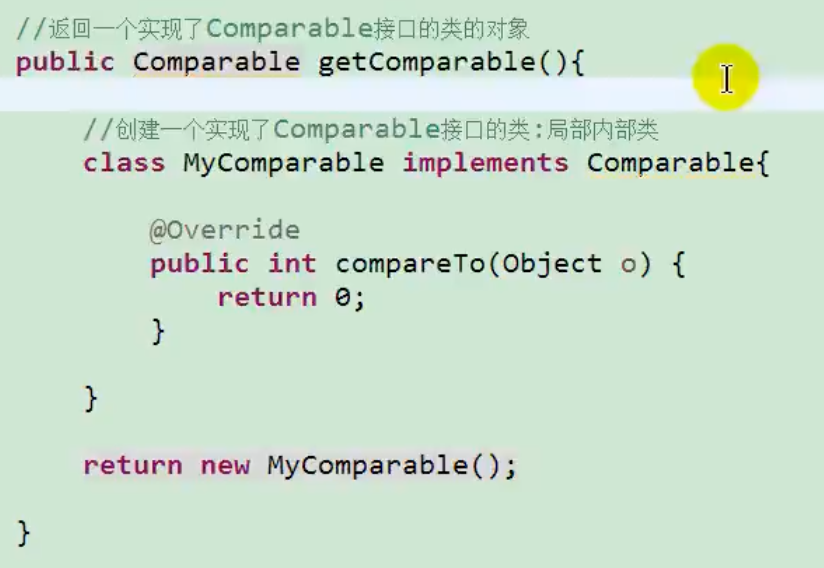 //返回一个实现了Comparable接口的类的对象
public Comparable getComparable(){
//创建一个实现了Comparable接口的类:局部内部类
class MyComparable implements Comparable{
@Override
public int compareTo(Object o) {
return 0;
}
}
return new MyComparable();
}